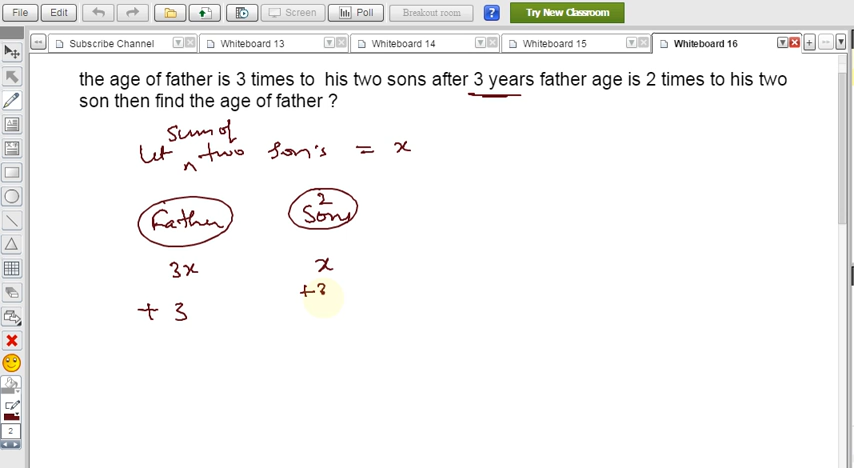 File
Edit
Screen
Poll
Breakout room
?
Try New Classroom
Subscribe Channel
Whiteboard 13
Whiteboard 14
Whiteboard 15
Whiteboard 16
the age of father is 3 times to his two sons after 3 years father age is 2 times to his two
son then find the age of father ?
Sum of
let two son's = x
Father
2
Sons
3x x
+ 3 +3
2